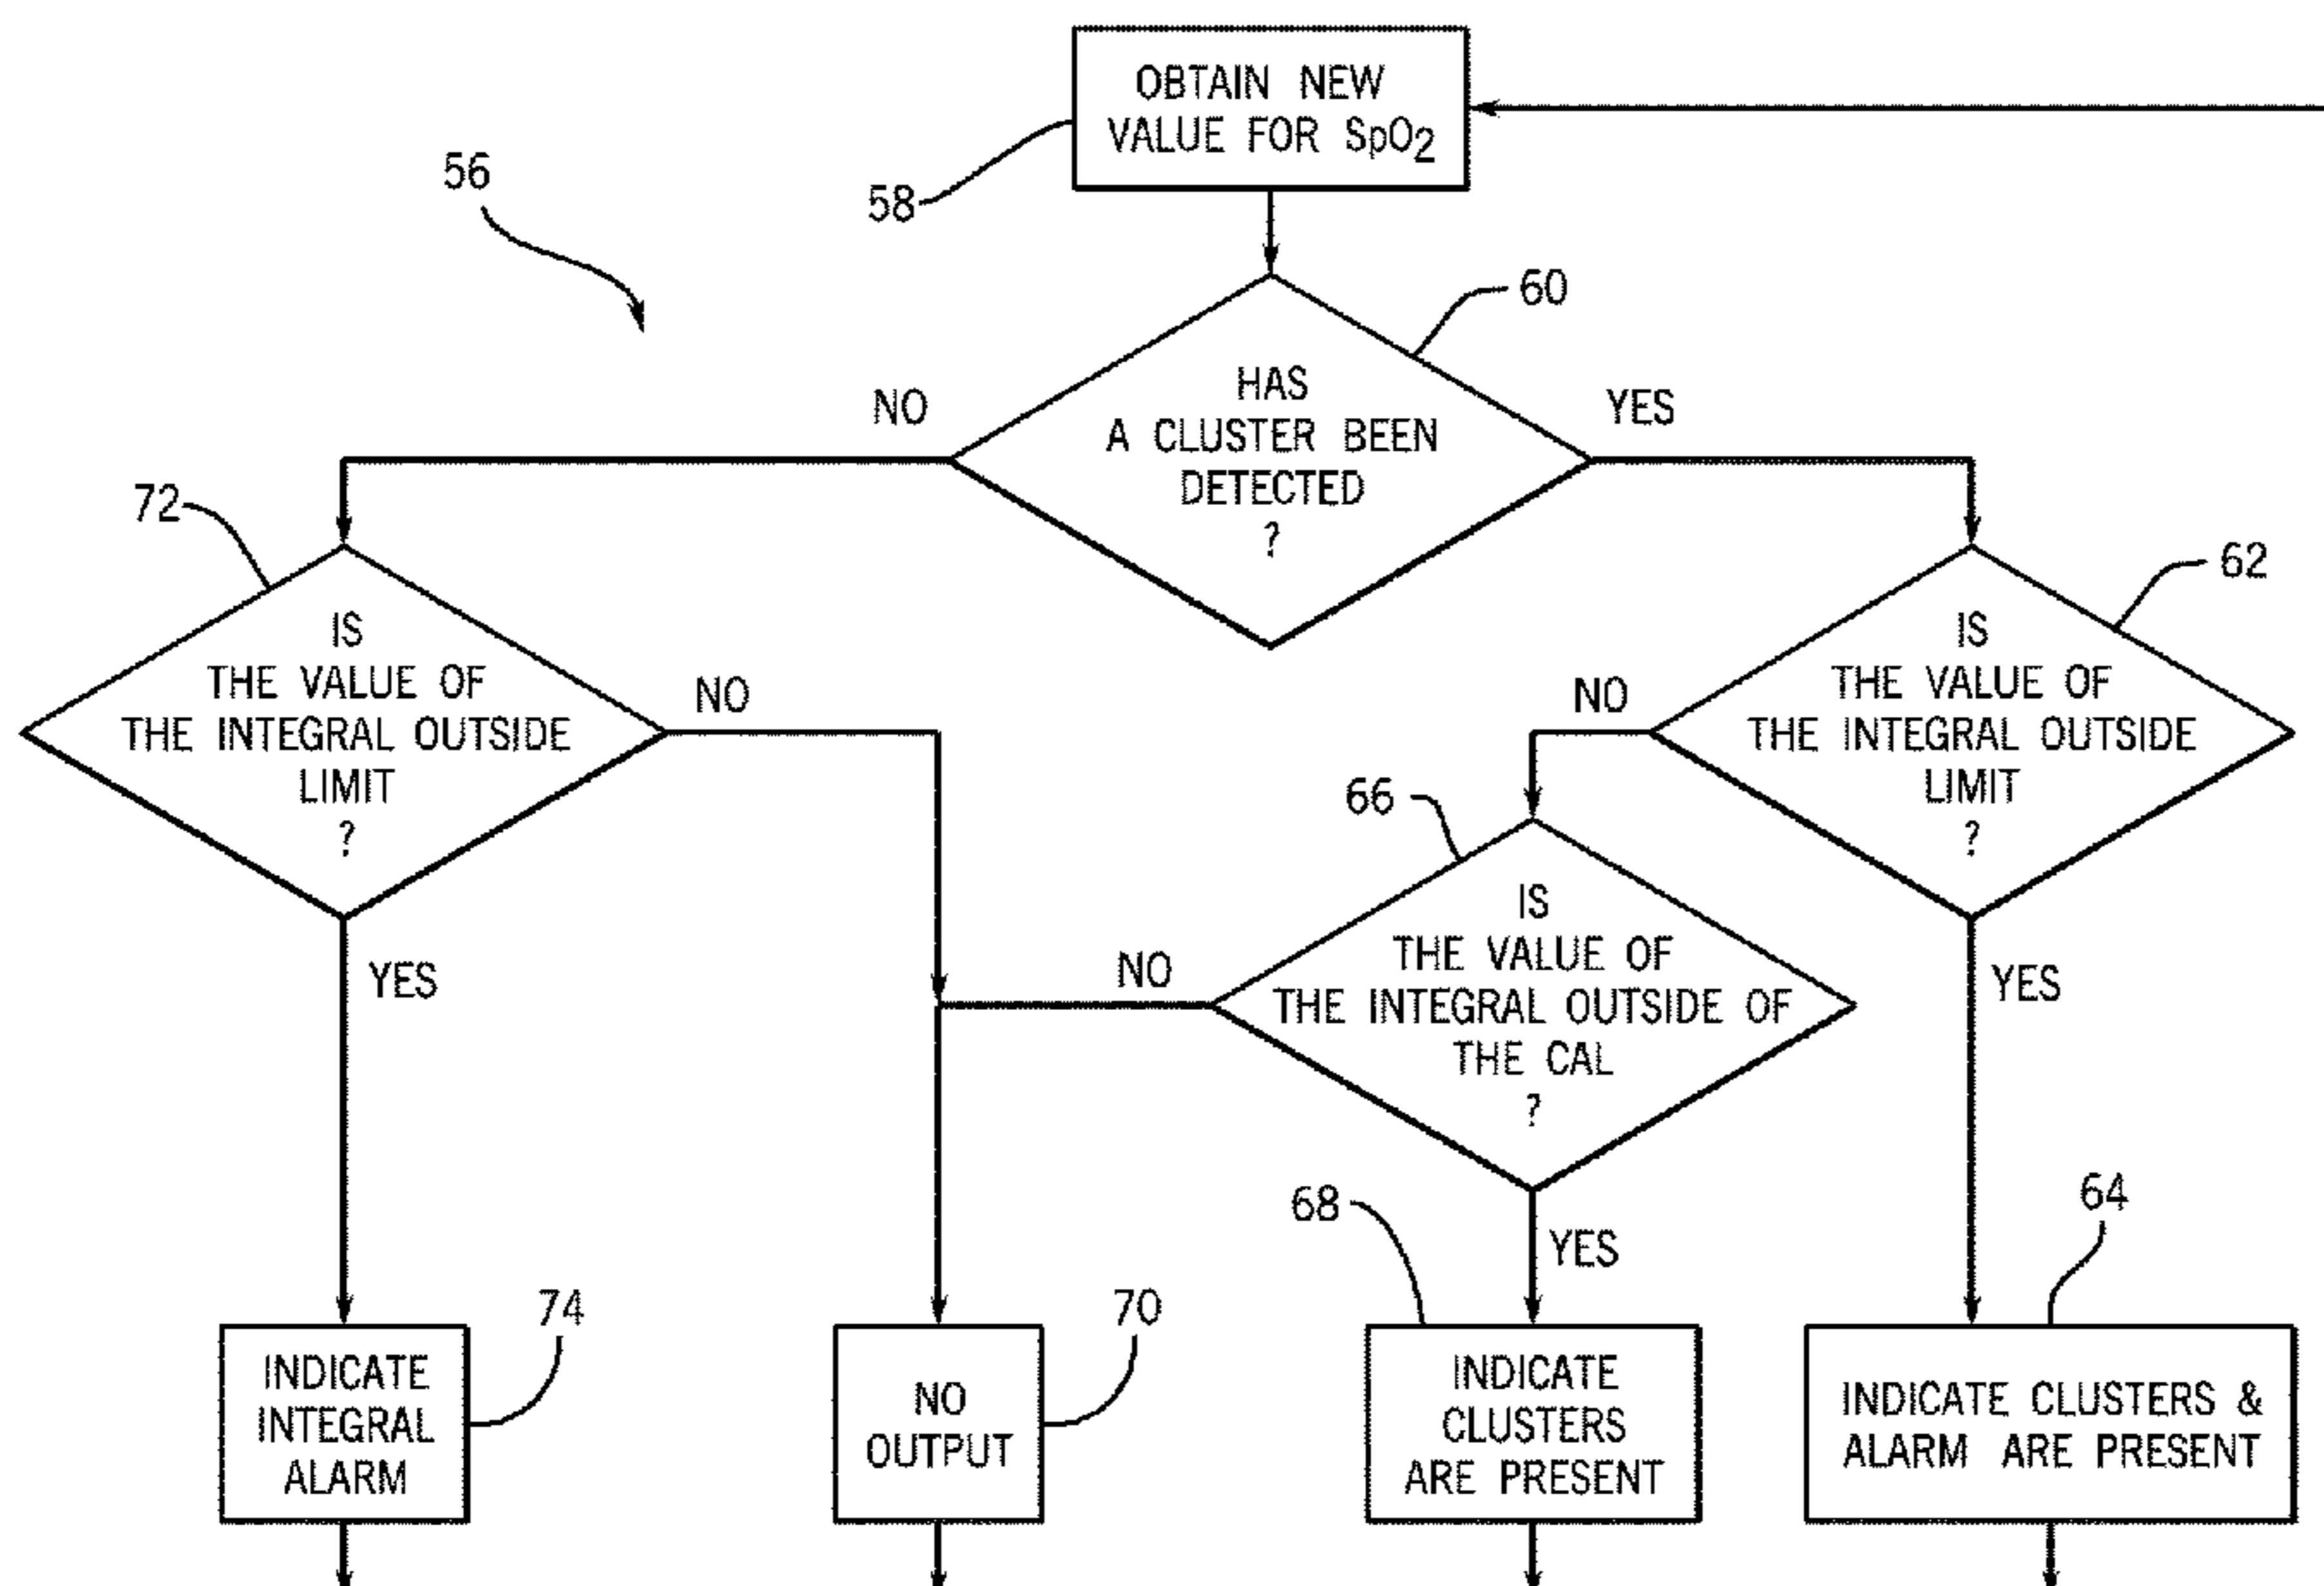 OBTAIN NEW
VALUE FOR SpO2
58
56
60
HAS
A CLUSTER BEEN
DETECTED
?
NO
YES
72
IS
THE VALUE OF
THE INTEGRAL OUTSIDE
LIMIT
?
NO
YES
62
IS
THE VALUE OF
THE INTEGRAL OUTSIDE
LIMIT
?
NO
YES
66
IS
THE VALUE OF
THE INTEGRAL OUTSIDE OF
THE CAL
?
NO
YES
74
INDICATE
INTEGRAL
ALARM
70
NO
OUTPUT
68
INDICATE
CLUSTERS
ARE PRESENT
64
INDICATE CLUSTERS &
ALARM ARE PRESENT